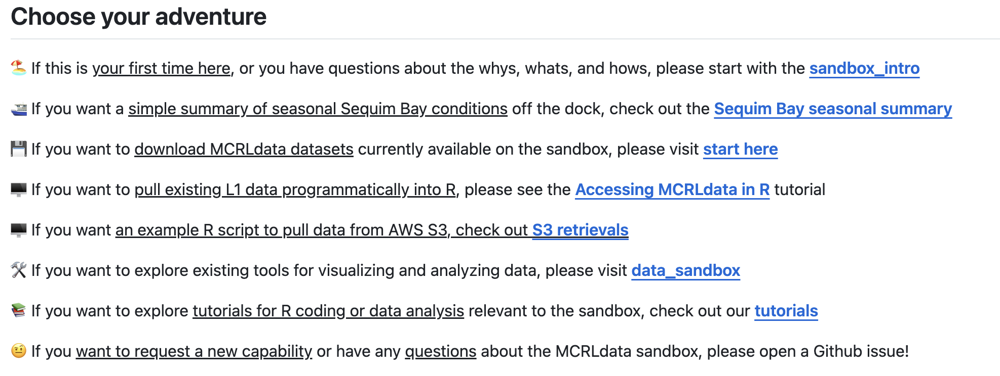 Choose your adventure
🏖️ If this is your first time here, or you have questions about the whys, whats, and hows, please start with the sandbox_intro
🛥️ If you want a simple summary of seasonal Sequim Bay conditions off the dock, check out the Sequim Bay seasonal summary
💾 If you want to download MCRLdata datasets currently available on the sandbox, please visit start here
🖥️ If you want to pull existing L1 data programmatically into R, please see the Accessing MCRLdata in R tutorial
🖥️ If you want an example R script to pull data from AWS S3, check out S3 retrievals
🛠️ If you want to explore existing tools for visualizing and analyzing data, please visit data_sandbox
📚 If you want to explore tutorials for R coding or data analysis relevant to the sandbox, check out our tutorials
🤨 If you want to request a new capability or have any questions about the MCRLdata sandbox, please open a Github issue!